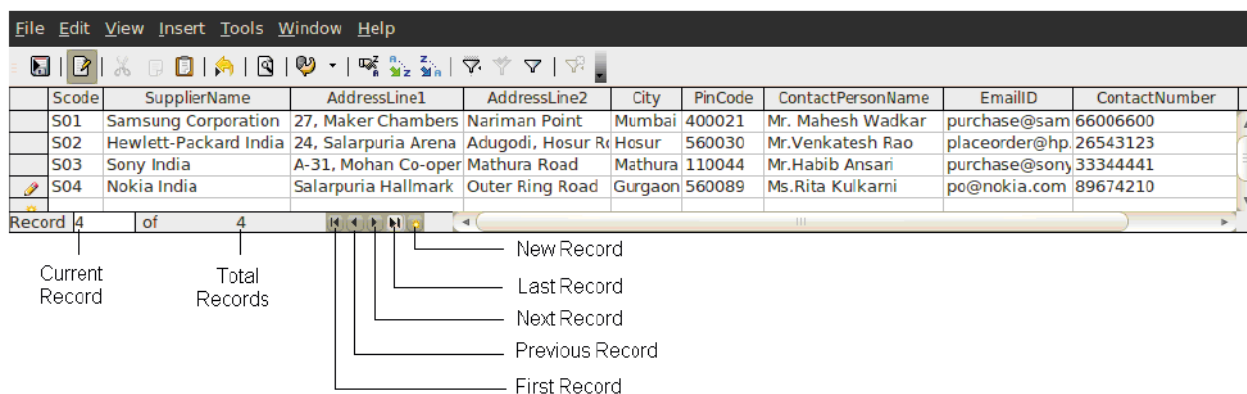 File Edit View Insert Tools Window Help
Scode SupplierName AddressLine1 AddressLine2 City PinCode ContactPersonName EmailID ContactNumber
S01 Samsung Corporation 27, Maker Chambers Nariman Point Mumbai 400021 Mr. Mahesh Wadkar purchase@sam 66006600
S02 Hewlett-Packard India 24, Salarpuria Arena Adugodi, Hosur Ro Hosur 560030 Mr.Venkatesh Rao placeorder@hp. 26543123
S03 Sony India A-31, Mohan Co-oper Mathura Road Mathura 110044 Mr.Habib Ansari purchase@sony 33344441
S04 Nokia India Salarpuria Hallmark Outer Ring Road Gurgaon 560089 Ms.Rita Kulkarni po@nokia.com 89674210
Record 4 of 4
New Record
Current Record
Total Records
Last Record
Next Record
Previous Record
First Record